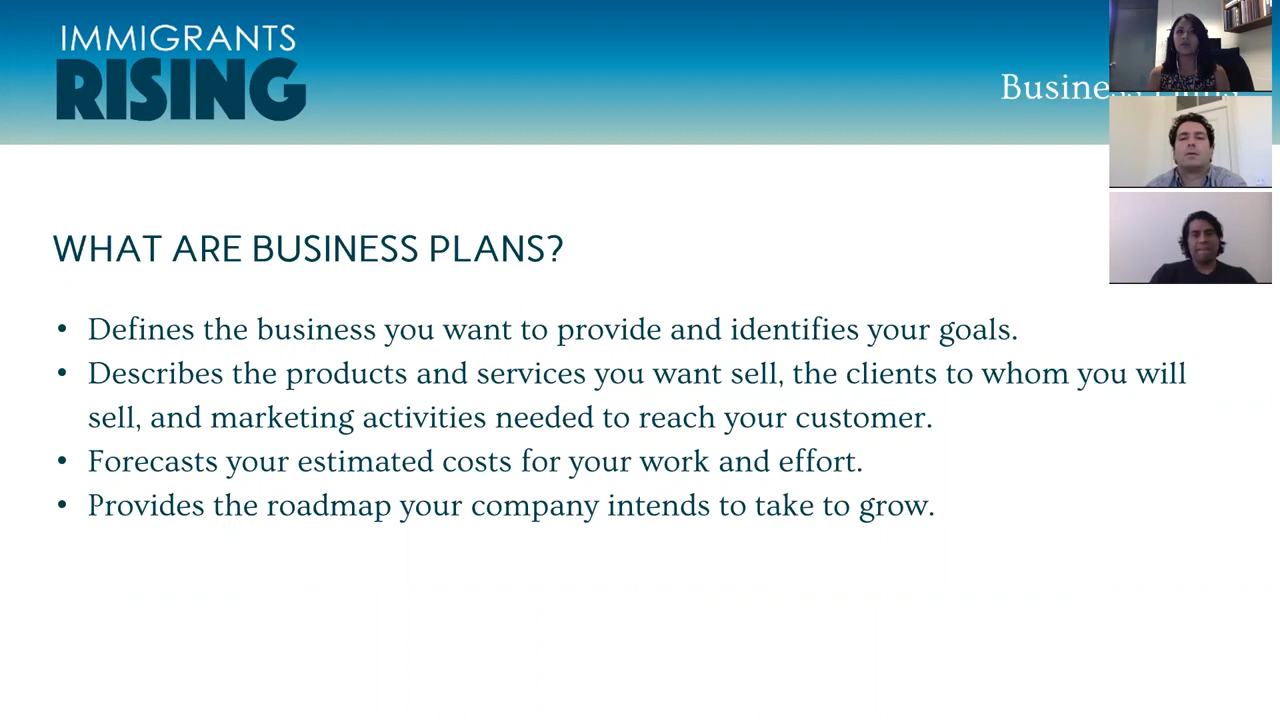 IMMIGRANTS
RISING
WHAT ARE BUSINESS PLANS?
• Defines the business you want to provide and identifies your goals.
• Describes the products and services you want sell, the clients to whom you will
sell, and marketing activities needed to reach your customer.
• Forecasts your estimated costs for your work and effort.
• Provides the roadmap your company intends to take to grow.